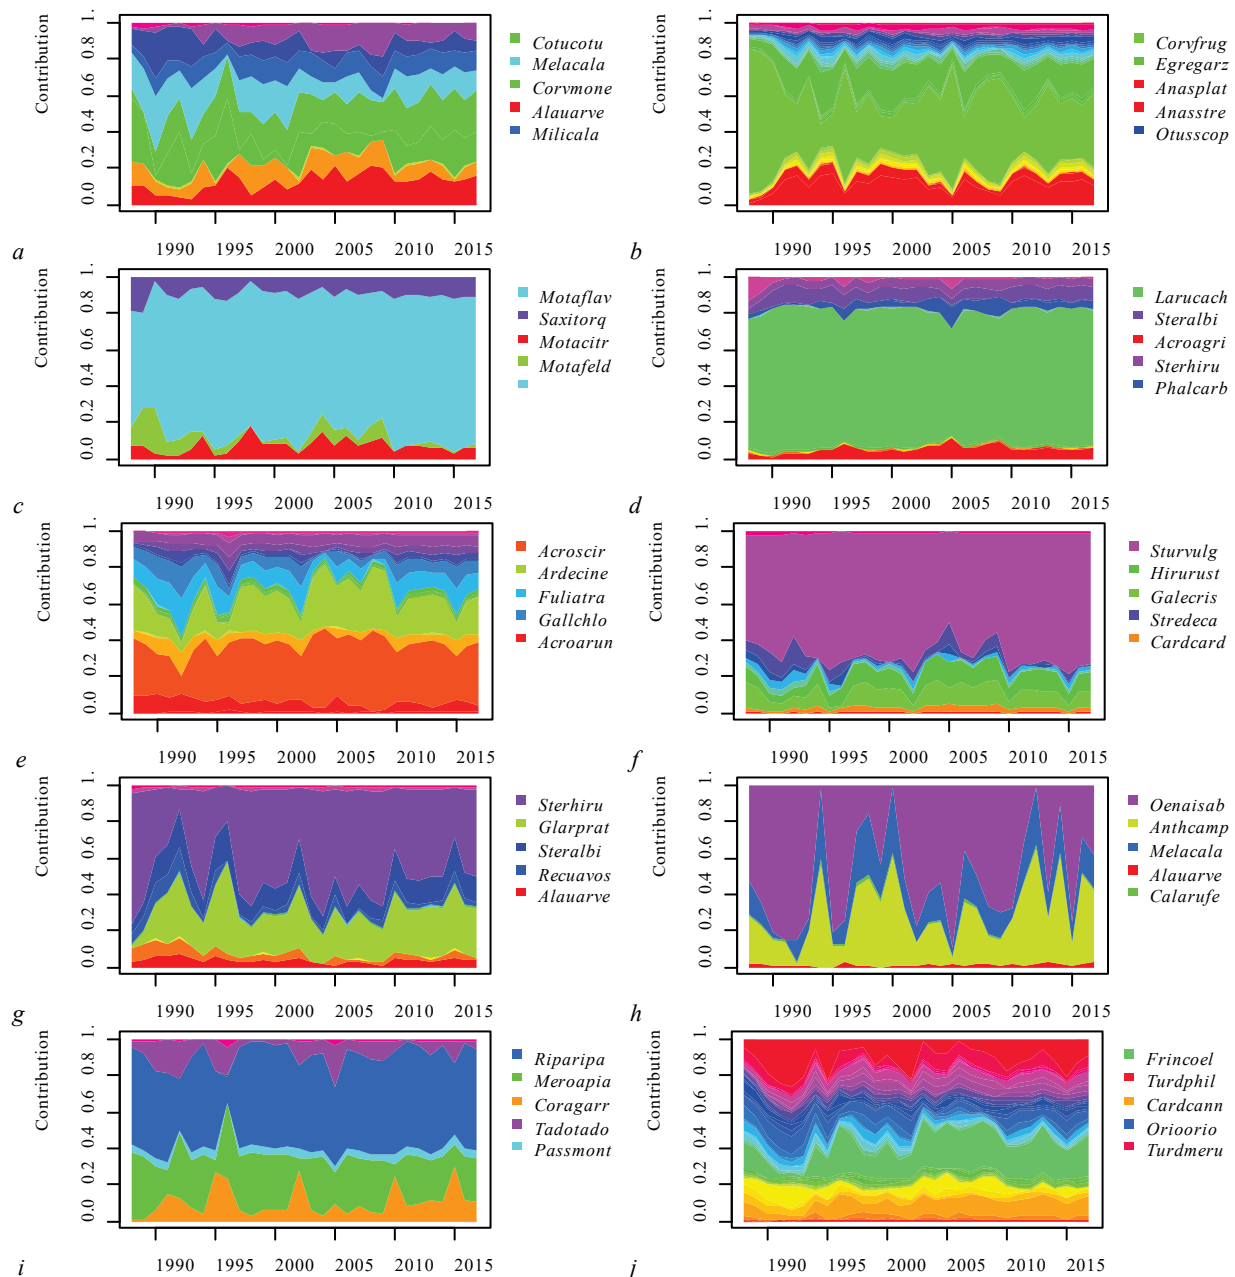 Contribution
0.0 0.2 0.4 0.6 0.8 1.
Cotucotu
Melacala
Corvmone
Alauarve
Milicala
1990 1995 2000 2005 2010 2015
a
Contribution
0.0 0.2 0.4 0.6 0.8 1.
Corvfrug
Egregarz
Anasplat
Anasstre
Otusscop
1990 1995 2000 2005 2010 2015
b
Contribution
0.0 0.2 0.4 0.6 0.8 1.
Motaflav
Saxitorq
Motacitr
Motafeld
1990 1995 2000 2005 2010 2015
c
Contribution
0.0 0.2 0.4 0.6 0.8 1.
Larucach
Steralbi
Acroagri
Sterhiru
Phalcarb
1990 1995 2000 2005 2010 2015
d
Contribution
0.0 0.2 0.4 0.6 0.8 1.
Acroscir
Ardecine
Fuliatra
Gallchlo
Acroarun
1990 1995 2000 2005 2010 2015
e
Contribution
0.0 0.2 0.4 0.6 0.8 1.
Sturvulg
Hirurust
Galecris
Stredeca
Cardcard
1990 1995 2000 2005 2010 2015
f
Contribution
0.0 0.2 0.4 0.6 0.8 1.
Sterhiru
Glarprat
Steralbi
Recuavos
Alauarve
1990 1995 2000 2005 2010 2015
g
Contribution
0.0 0.2 0.4 0.6 0.8 1.
Oenaisab
Anthcamp
Melacala
Alauarve
Calarufe
1990 1995 2000 2005 2010 2015
h
Contribution
0.0 0.2 0.4 0.6 0.8 1.
Riparipa
Meroapia
Coragarr
Tadotado
Passmont
1990 1995 2000 2005 2010 2015
i
Contribution
0.0 0.2 0.4 0.6 0.8 1.
Frincoel
Turdphil
Cardcann
Orioorio
Turdmeru
1990 1995 2000 2005 2010 2015
j